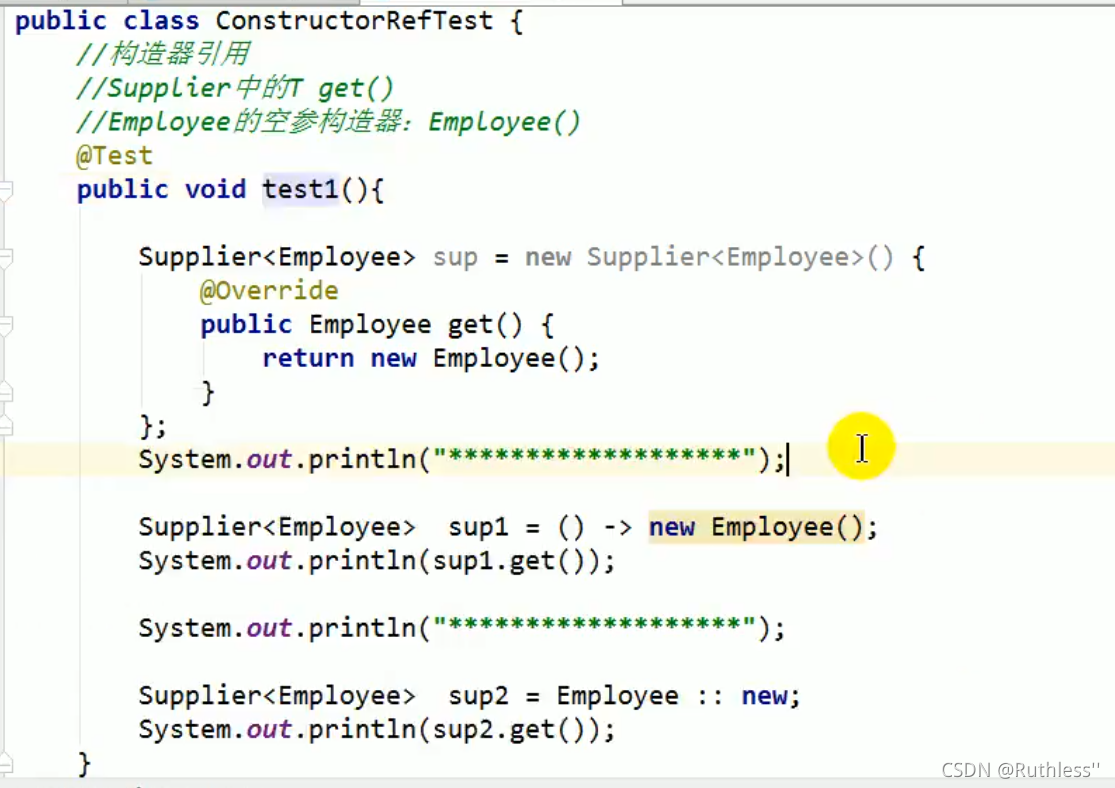 public class ConstructorRefTest {
//构造器引用
//Supplier中的T get()
//Employee的空参构造器：Employee()
@Test
public void test1(){
Supplier<Employee> sup = new Supplier<Employee>() {
@Override
public Employee get() {
return new Employee();
}
};
System.out.println("*******************");
Supplier<Employee>  sup1 = () -> new Employee();
System.out.println(sup1.get());
System.out.println("*******************");
Supplier<Employee>  sup2 = Employee :: new;
System.out.println(sup2.get());
}
CSDN @Ruthless"